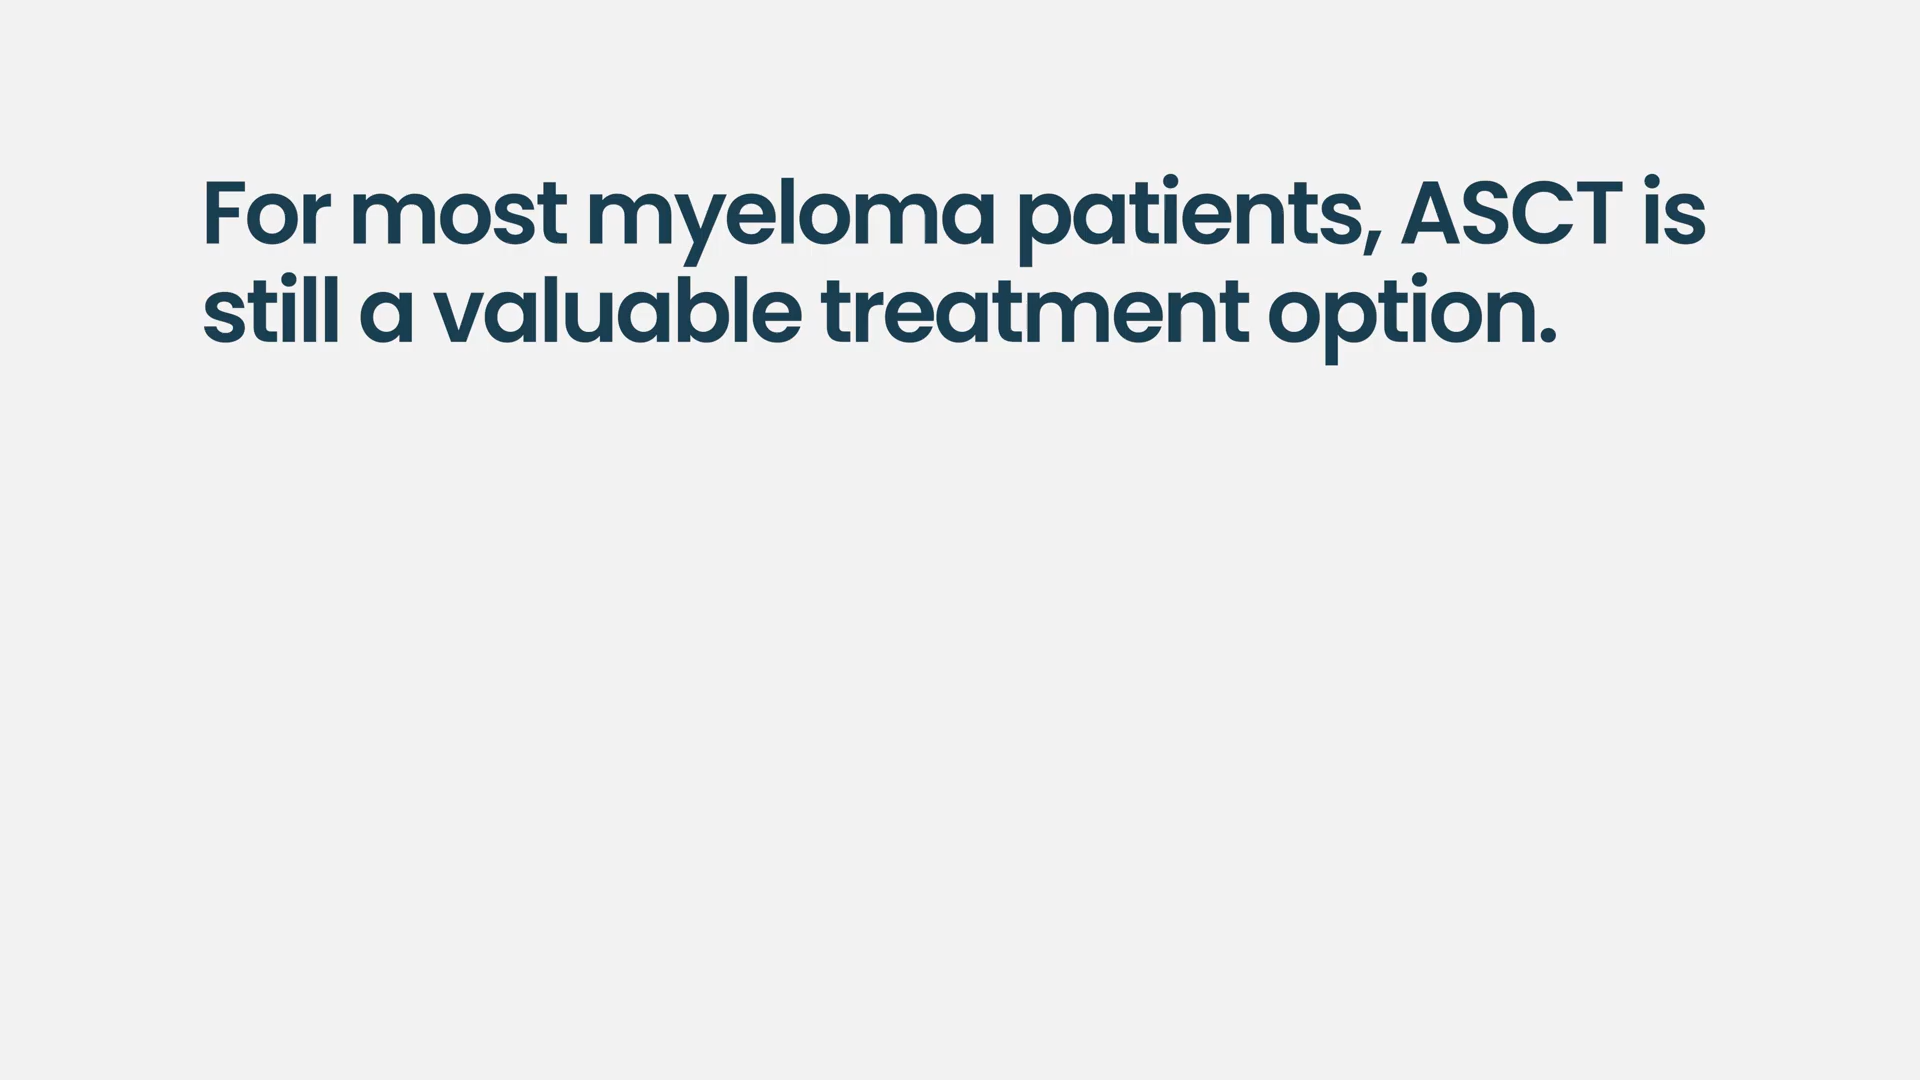 For most myeloma patients, ASCT is
still a valuable treatment option.